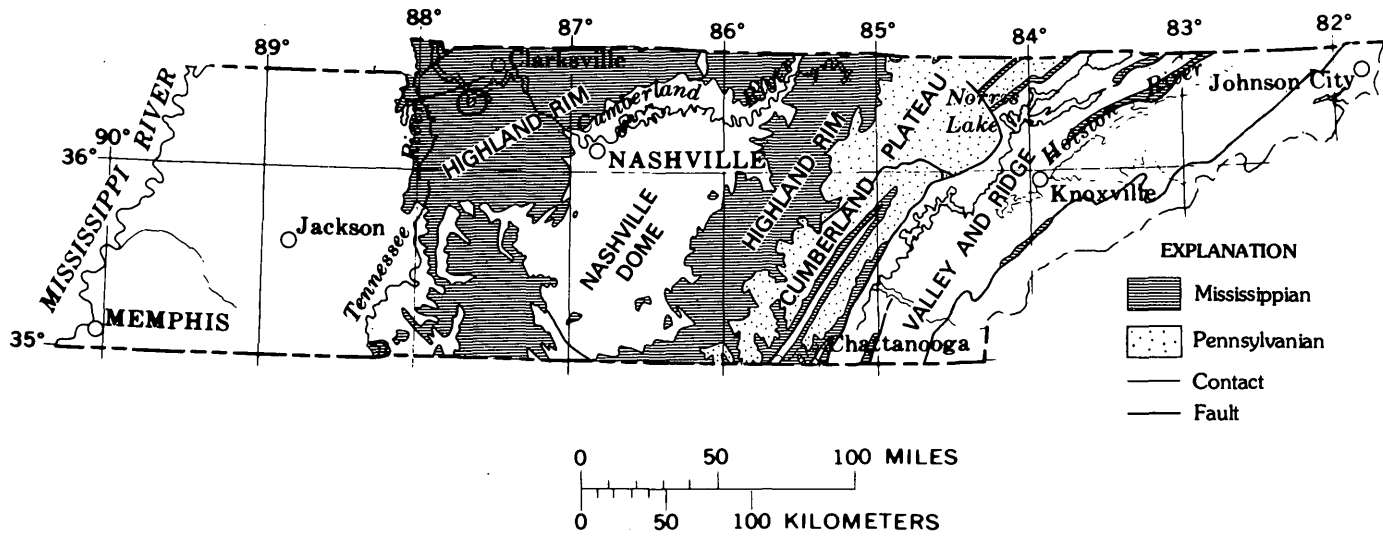 88°
87°
86°
85°
84°
83°
82°
89°
90°
36°
35°
MISSISSIPPI RIVER
MEMPHIS
Jackson
Tennessee
River
Clarksville
HIGHLAND RIM
Cumberland
River
NASHVILLE
NASHVILLE
DOME
HIGHLAND RIM
CUMBERLAND PLATEAU
Norris
Lake
VALLEY AND RIDGE
Holston
River
Johnson City
Knoxville
Chattanooga
EXPLANATION
Mississippian
Pennsylvanian
Contact
Fault
0 50 100 MILES
0 50 100 KILOMETERS